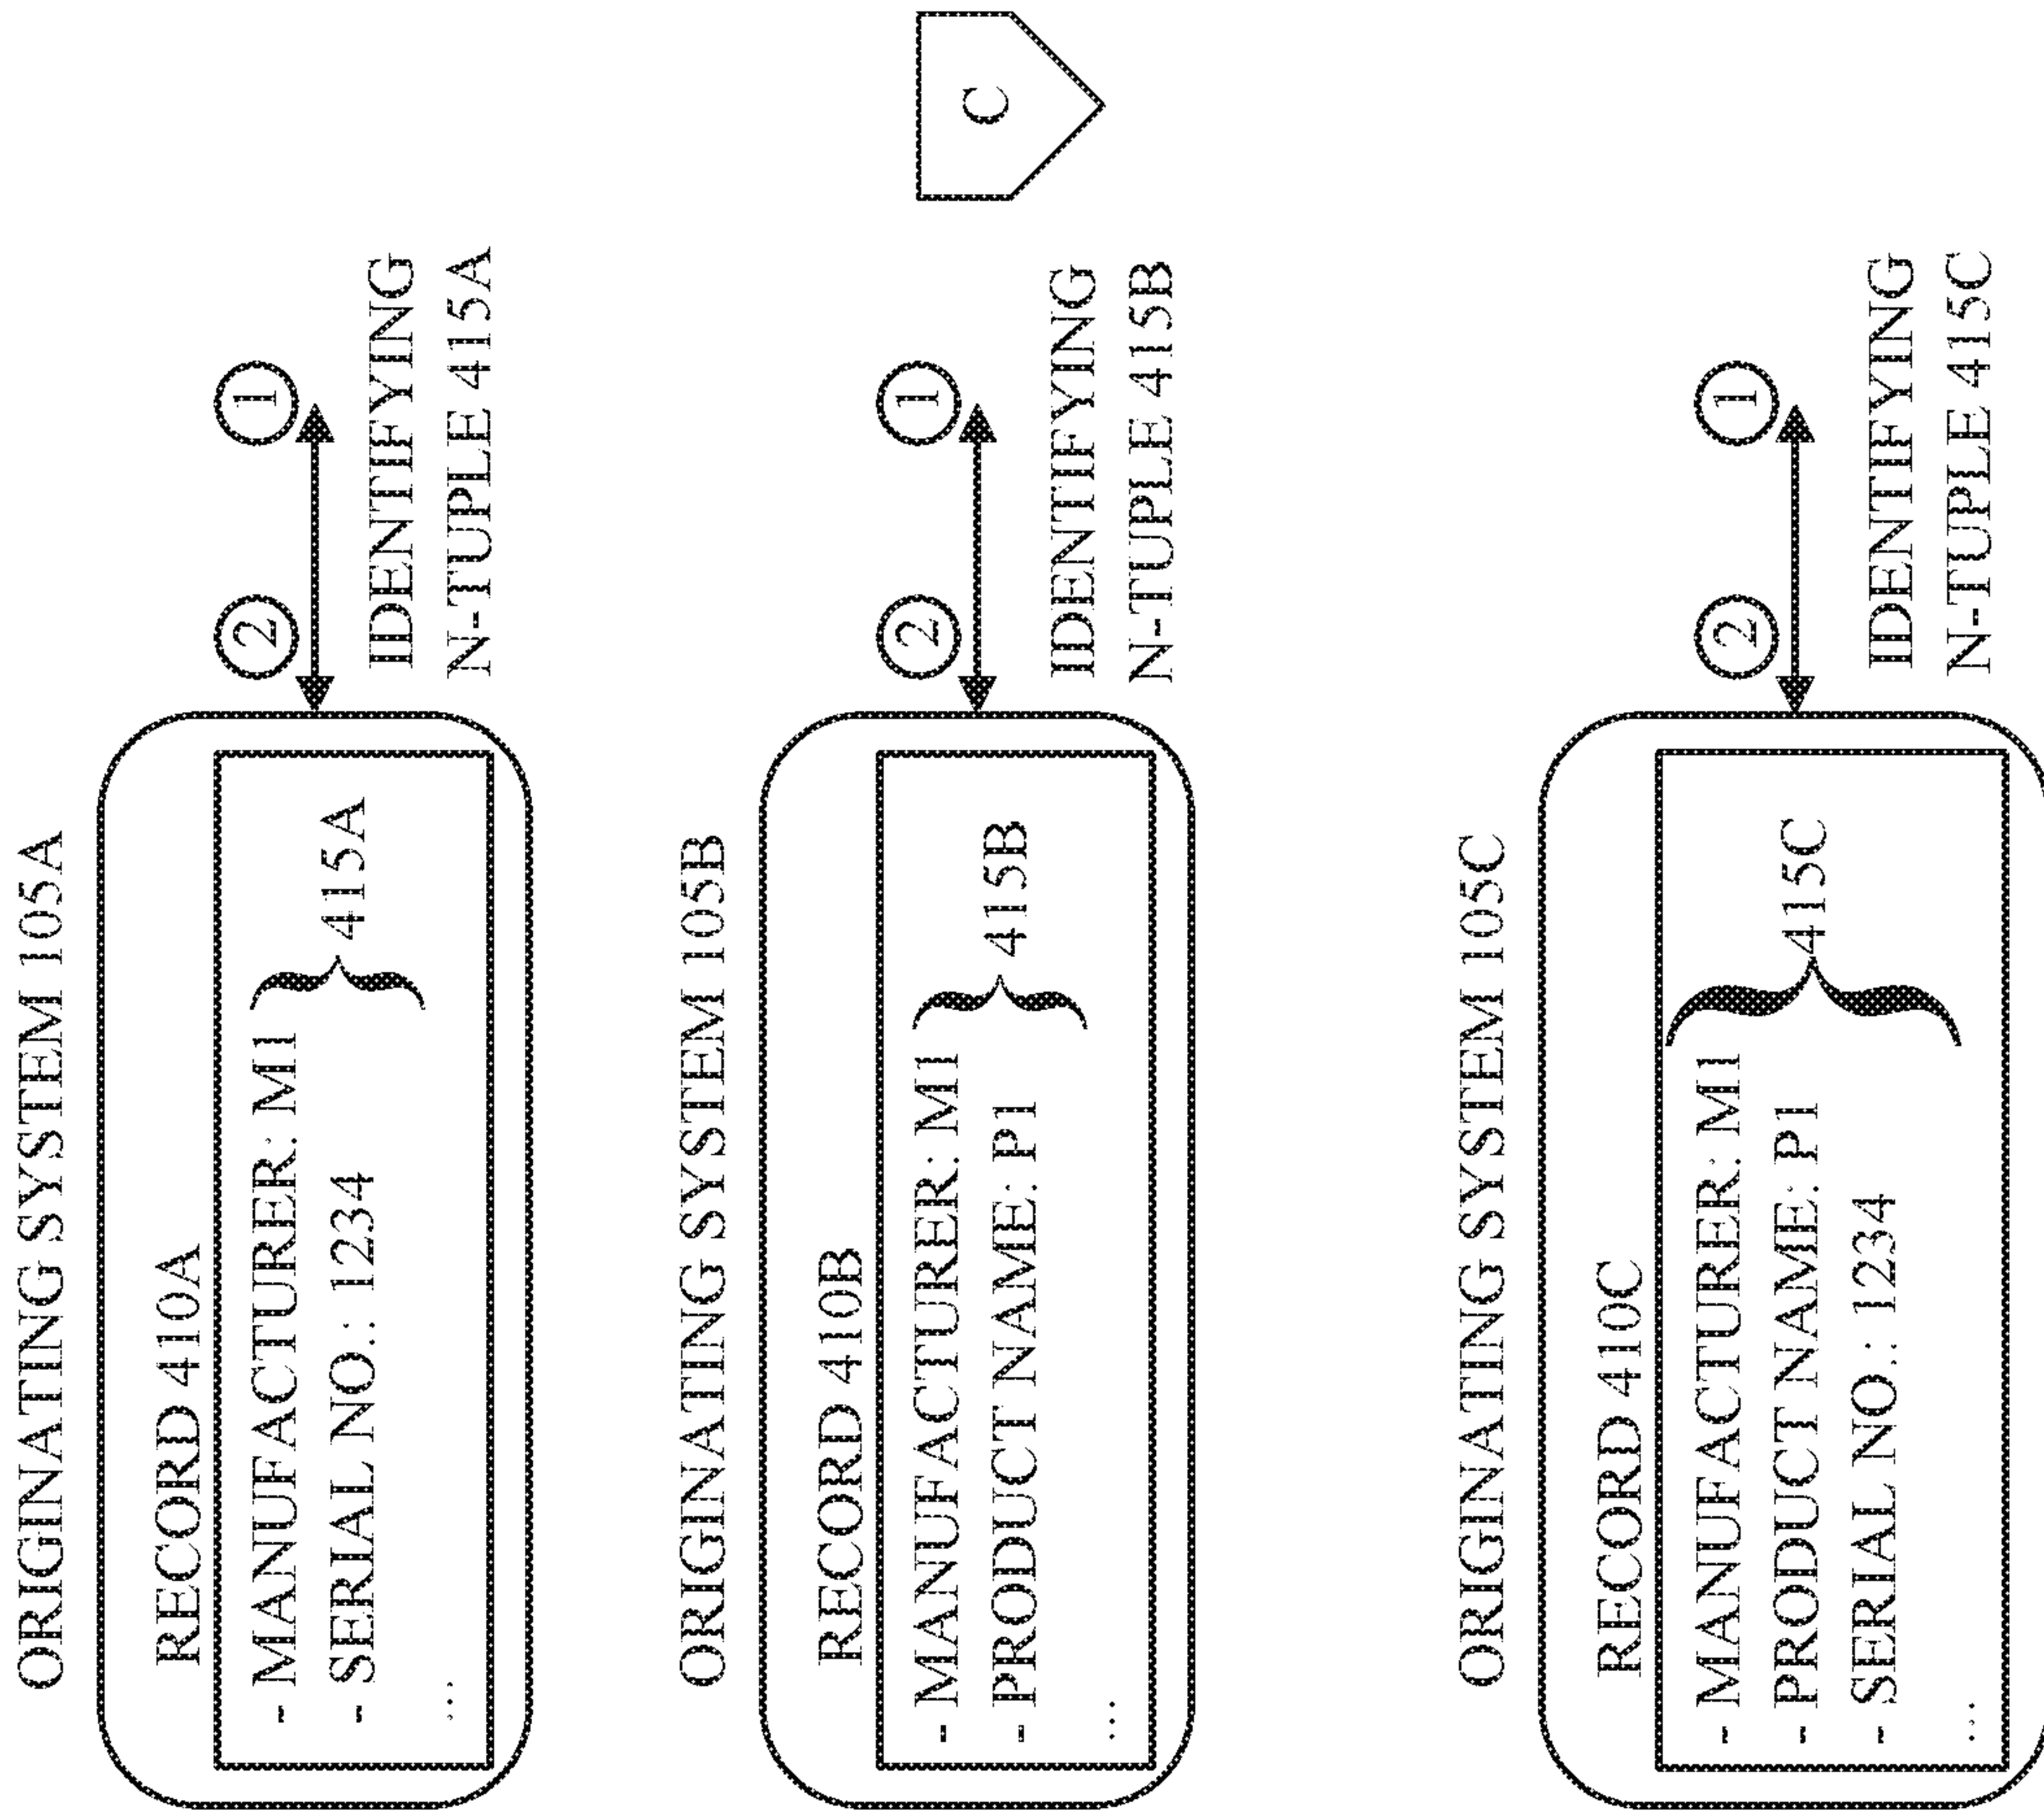 ORIGINATING SYSTEM 105A
RECORD 410A
- MANUFACTURER: M1
- SERIAL NO.: 1234
...
415A
2
1
IDENTIFYING
N-TUPLE 415A
ORIGINATING SYSTEM 105B
RECORD 410B
- MANUFACTURER: M1
- PRODUCT NAME: P1
...
415B
2
1
IDENTIFYING
N-TUPLE 415B
C
ORIGINATING SYSTEM 105C
RECORD 410C
- MANUFACTURER: M1
- PRODUCT NAME: P1
- SERIAL NO.: 1234
...
415C
2
1
IDENTIFYING
N-TUPLE 415C